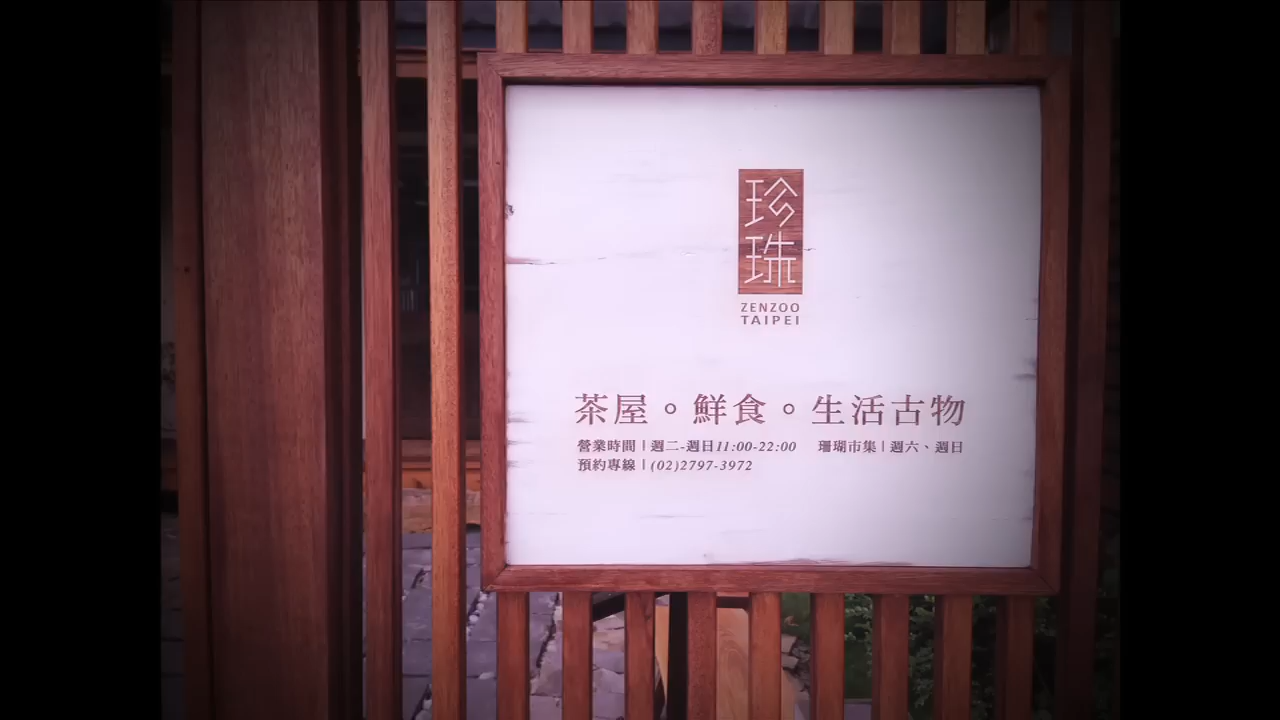 珍珠
ZENZOO
TAIPEI
茶屋。鮮食。生活古物
營業時間|週二-週日11:00-22:00 珊瑚市集|週六、週日
預約專線|(02)2797-3972